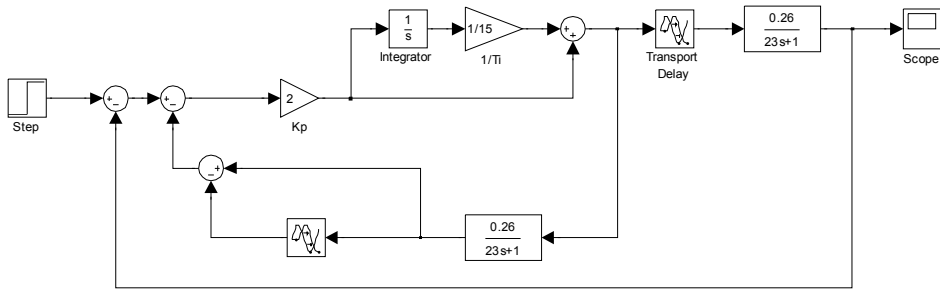 1
s
Integrator
1/15
1/Ti
Transport
Delay
0.26
23s+1
Scope
Step
2
Kp
0.26
23s+1